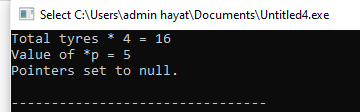 Select C:\Users\admin hayat\Documents\Untitled4.exe
Total tyres * 4 = 16
Value of *p = 5
Pointers set to null.
--------------------------------